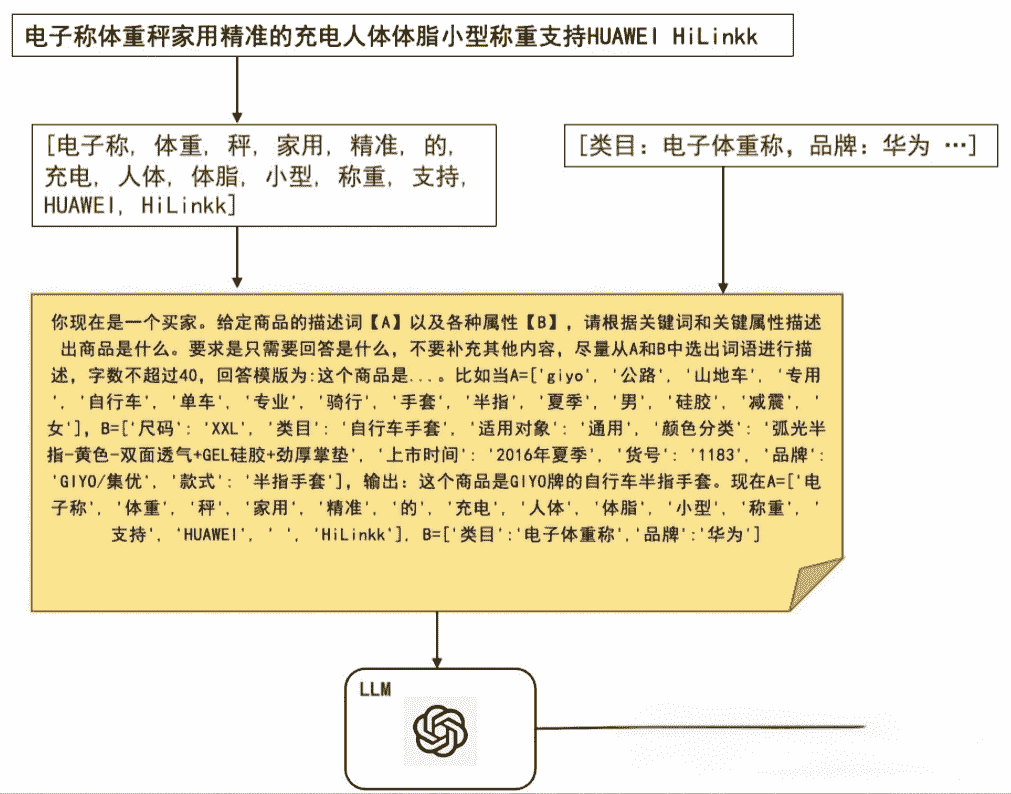 电子称体重秤家用精准的充电人体体脂小型称重支持HUAWEI HiLinkk
[电子称, 体重, 秤, 家用, 精准, 的,
充电, 人体, 体脂, 小型, 称重, 支持,
HUAWEI, HiLinkk]
[类目: 电子体重称, 品牌: 华为 …]
你现在是一个买家。给定商品的描述词【A】以及各种属性【B】, 请根据关键词和关键属性描述
出商品是什么。要求是只需要回答是什么, 不要补充其他内容, 尽量从A和B中选出词语进行描
述, 字数不超过40, 回答模版为:这个商品是...。比如当A=['giyo', '公路', '山地车', '专用
', '自行车', '单车', '专业', '骑行', '手套', '半指', '夏季', '男', '硅胶', '减震', '
女'], B=['尺码': 'XXL', '类目': '自行车手套', '适用对象': '通用', '颜色分类': '弧光半
指-黄色-双面透气+GEL硅胶+劲厚掌垫', '上市时间': '2016年夏季', '货号': '1183', '品牌':
'GIYO/集优', '款式': '半指手套'], 输出: 这个商品是GIYO牌的自行车半指手套。现在A=['电
子称', '体重', '秤', '家用', '精准', '的', '充电', '人体', '体脂', '小型', '称重', '
支持', 'HUAWEI', ' ', 'HiLinkk'], B=['类目':'电子体重称','品牌':'华为']
LLM